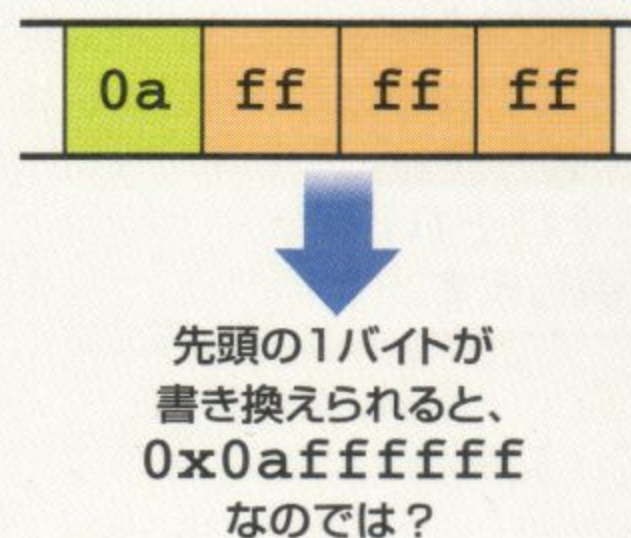 0a ff ff ff
先頭の1バイトが
書き換えられると、
0x0affffff
なのでは？